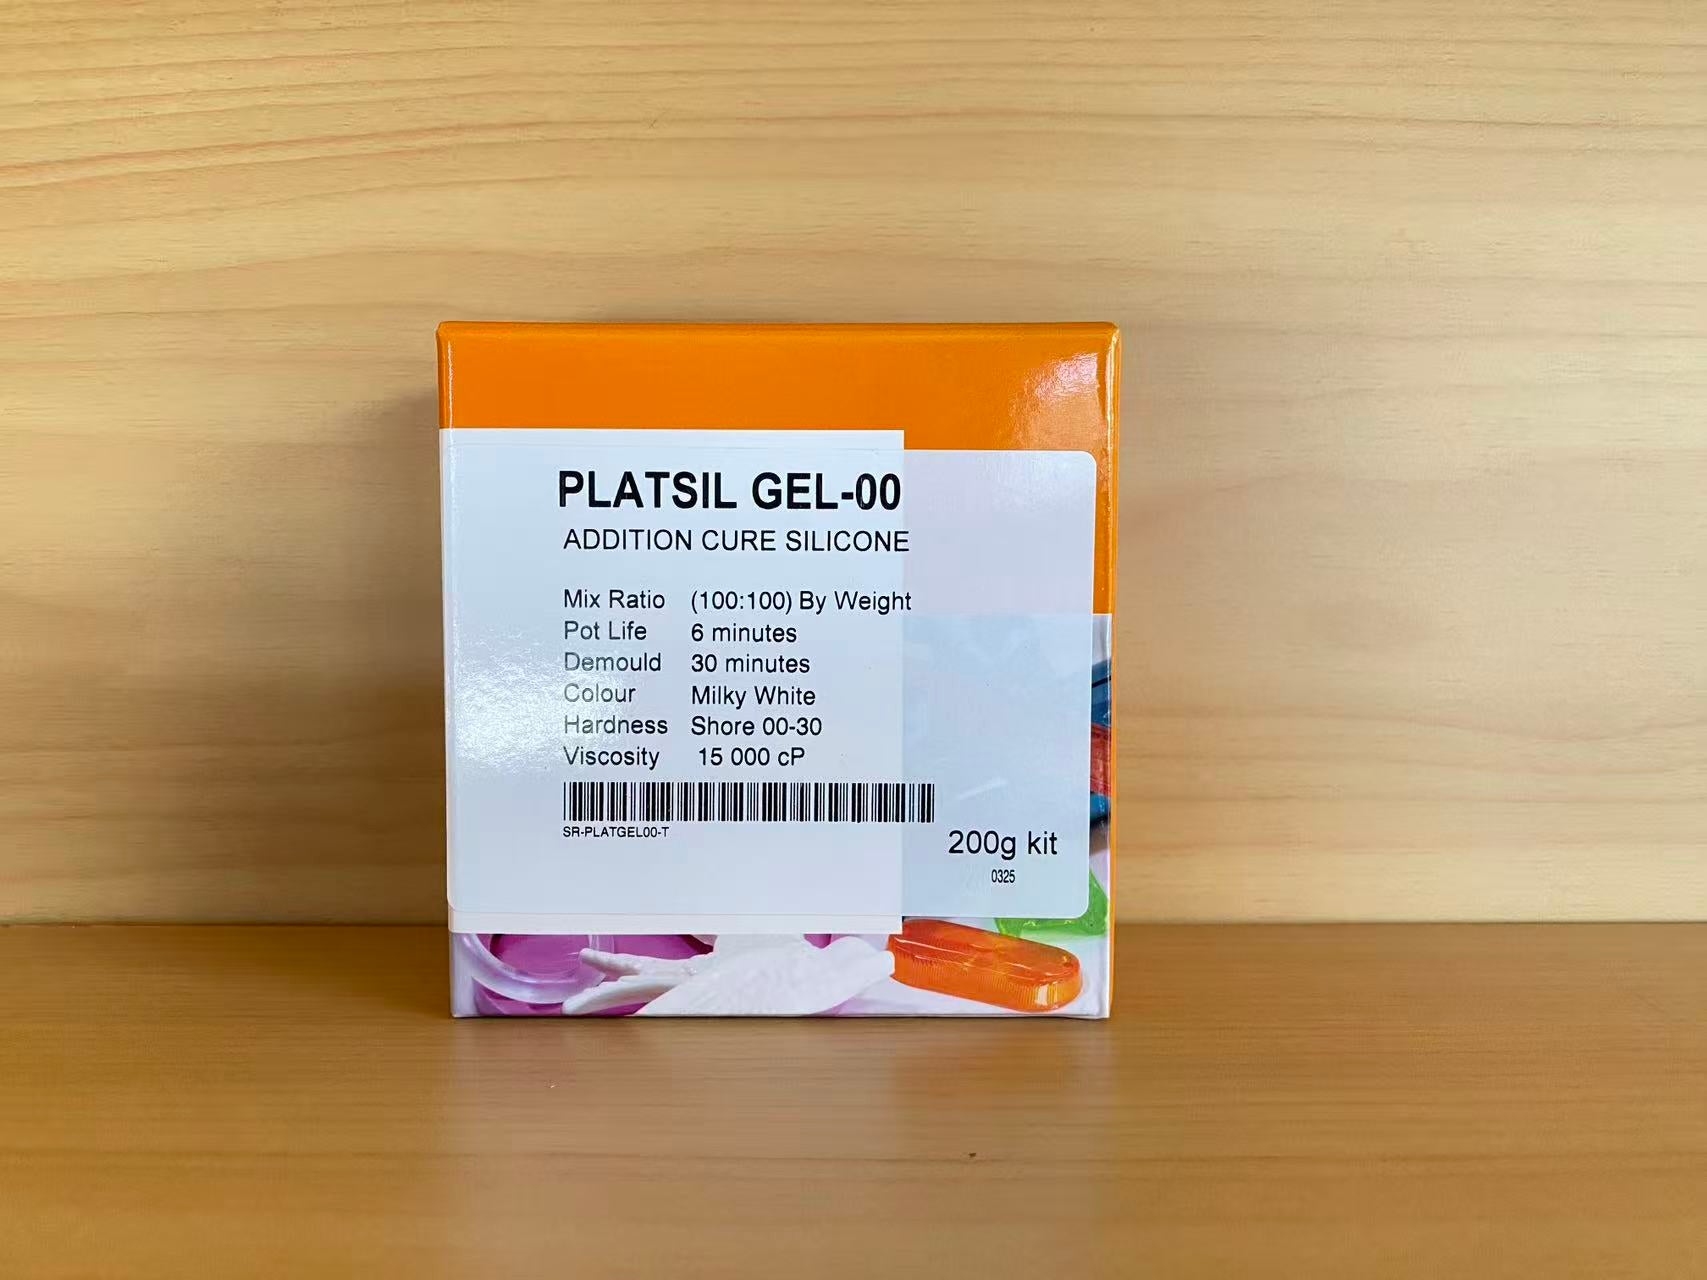 PLATSIL GEL-00
ADDITION CURE SILICONE
Mix Ratio (100:100) By Weight
Pot Life 6 minutes
Demould 30 minutes
Colour Milky White
Hardness Shore 00-30
Viscosity 15 000 cP
SR-PLATGEL00-T
200g kit
0325